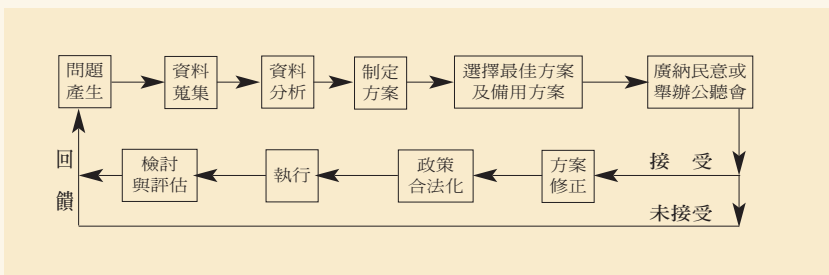 問題
產生
資料
蒐集
資料
分析
制定
方案
選擇最佳方案
及備用方案
廣納民意或
舉辦公聽會
接 受
方案
修正
政策
合法化
執行
檢討
與評估
回
饋
未接受